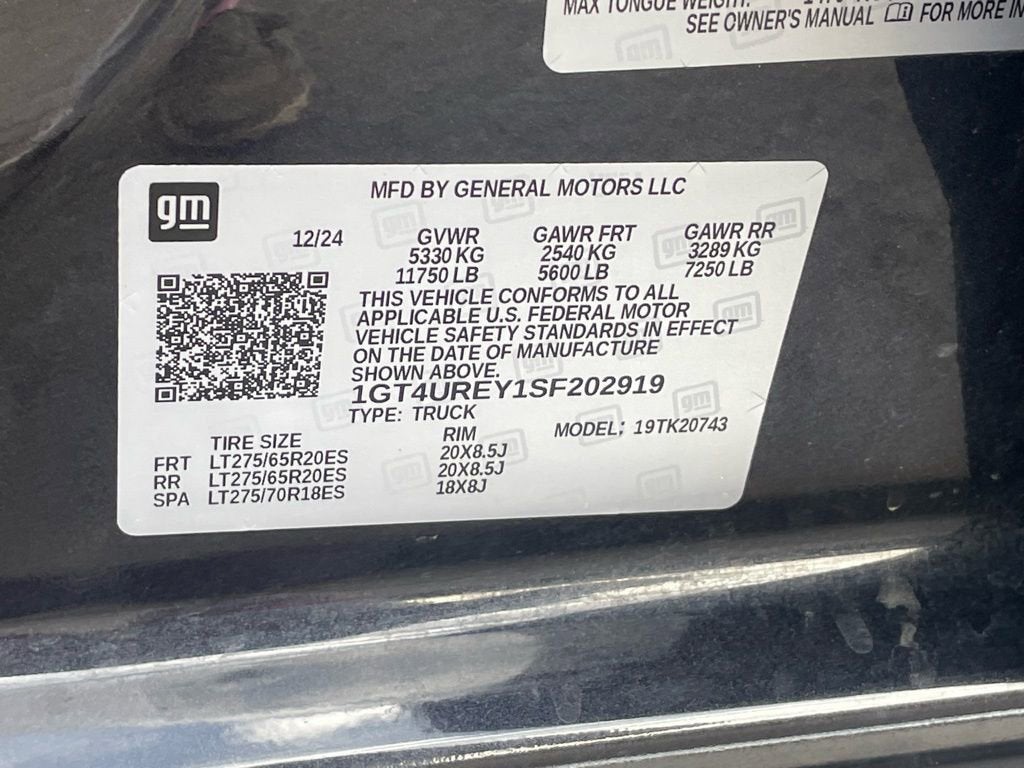 MAX TONGUE WEIGHT:
SEE OWNER'S MANUAL FOR MORE IN
gm
MFD BY GENERAL MOTORS LLC
12/24 GVWR GAWR FRT GAWR RR
5330 KG 2540 KG 3289 KG
11750 LB 5600 LB 7250 LB
THIS VEHICLE CONFORMS TO ALL
APPLICABLE U.S. FEDERAL MOTOR
VEHICLE SAFETY STANDARDS IN EFFECT
ON THE DATE OF MANUFACTURE
SHOWN ABOVE.
1GT4UREY1SF202919
TYPE: TRUCK
MODEL: 19TK20743
TIRE SIZE RIM
FRT LT275/65R20ES 20X8.5J
RR LT275/65R20ES 20X8.5J
SPA LT275/70R18ES 18X8J